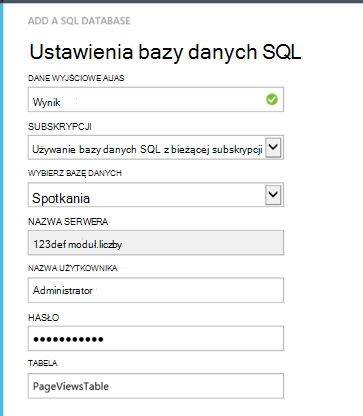 ADD A SQL DATABASE
Ustawienia bazy danych SQL
DANE WYJŚCIOWE AUAS
Wynik
SUBSKRYPCJI
Używanie bazy danych SQL z bieżącej subskrypcji
WYBIERZ BAZĘ DANYCH
Spotkania
NAZWA SERWERA
123def moduł.liczby
NAZWA UŻYTKOWNIKA
Administrator
HASŁO
●●●●●●●●●●●
TABELA
PageViewsTable